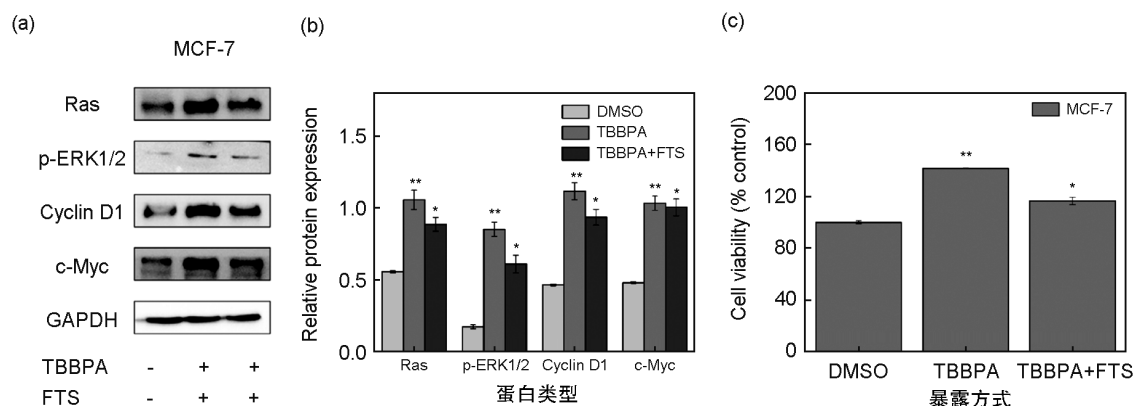 (a)
MCF-7
Ras
p-ERK1/2
Cyclin D1
c-Myc
GAPDH
TBBPA - + +
FTS - + +
(b)
Relative protein expression
1.5
1.0
0.5
0.0
DMSO
TBBPA
TBBPA+FTS
** * ** * ** * ** *
Ras p-ERK1/2 Cyclin D1 c-Myc
蛋白类型
(c)
Cell viability (% control)
200
160
120
80
40
0
MCF-7
** *
DMSO TBBPA TBBPA+FTS
暴露方式